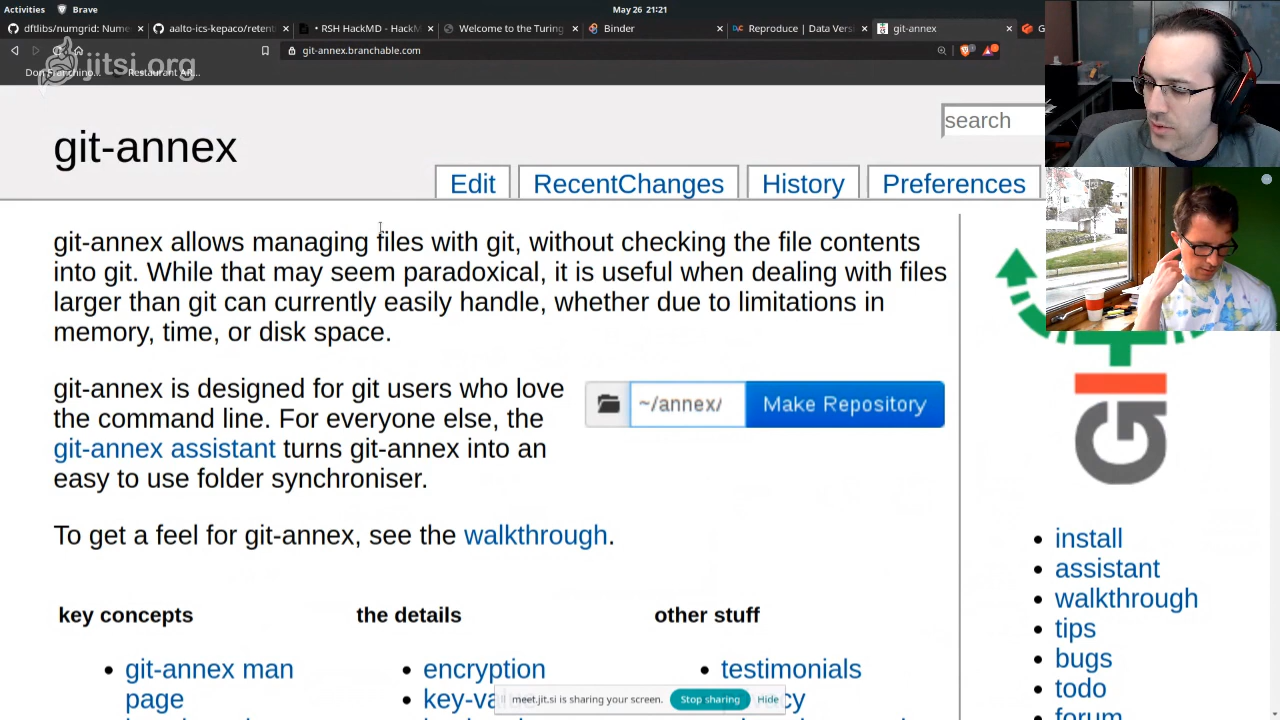 Activities
Brave
May 26 21:21
dftlibs/numgrid: Nume
aalto-ics-kepaco/retent
• RSH HackMD - HackM
Welcome to the Turing
Binder
Reproduce | Data Versi
git-annex
G
git-annex.branchable.com
jitsi.org
git-annex
search
Edit
RecentChanges
History
Preferences
git-annex allows managing files with git, without checking the file contents
into git. While that may seem paradoxical, it is useful when dealing with files
larger than git can currently easily handle, whether due to limitations in
memory, time, or disk space.
git-annex is designed for git users who love
the command line. For everyone else, the
git-annex assistant turns git-annex into an
easy to use folder synchroniser.
~/annex/
Make Repository
To get a feel for git-annex, see the walkthrough.
key concepts
the details
other stuff
git-annex man
page
encryption
key-va
testimonials
install
assistant
walkthrough
tips
bugs
todo
forum
meet.jit.si is sharing your screen.
Stop sharing
Hide